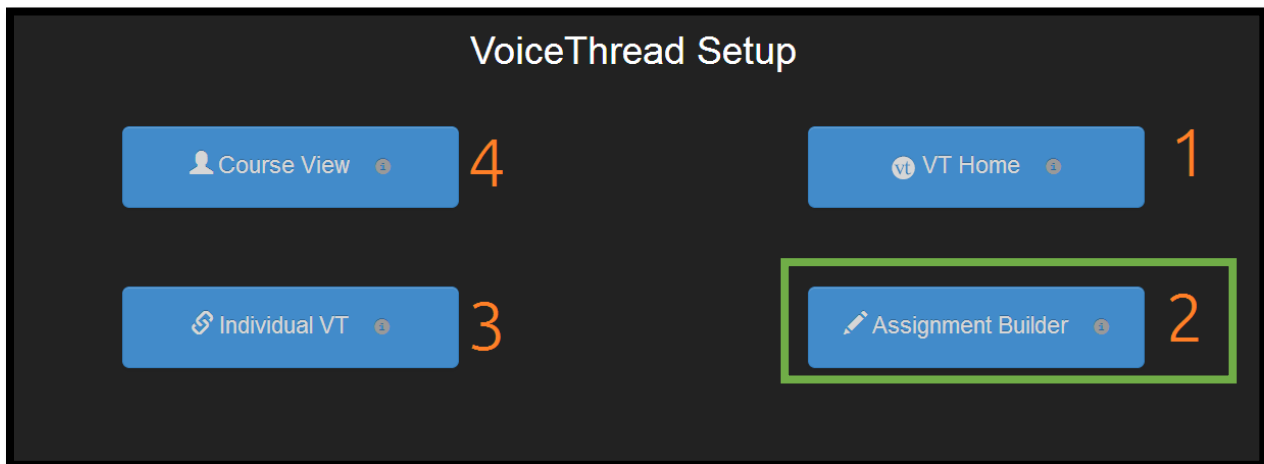 VoiceThread Setup
Course View i 4
vt VT Home i 1
Individual VT i 3
Assignment Builder i 2